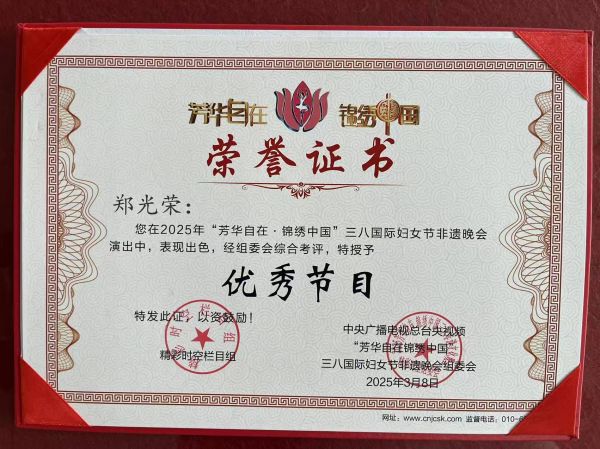 芳华自在 锦绣中国
荣誉证书
郑光荣：
您在2025年“芳华自在·锦绣中国”三八国际妇女节非遗晚会
演出中，表现出色，经组委会综合考评，特授予
优秀节目
特发此证，以资鼓励！
精彩时空栏目组
中央广播电视总台央视频
“芳华自在锦绣中国”
三八国际妇女节非遗晚会组委会
2025年3月8日
网址：www.cnjcsk.com 监督电话：010-6